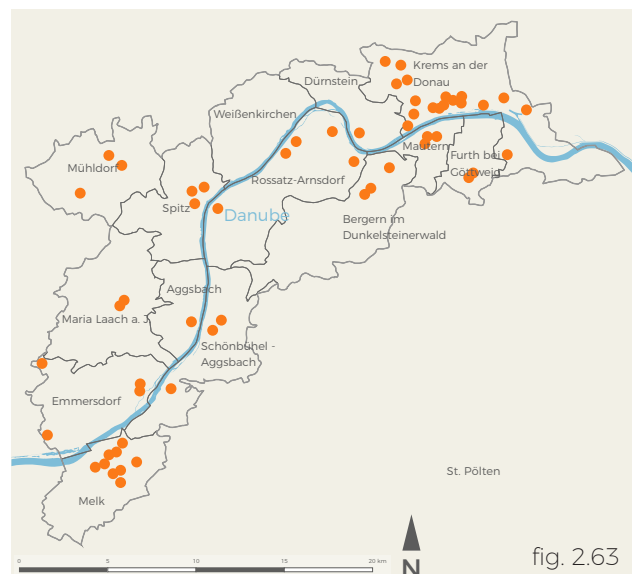 Krems an der
Donau
Dürnstein
Weißenkirchen
Mautern
Furth bei
Göttweig
Mühldorf
Rossatz-Arnsdorf
Spitz
Danube
Bergern im
Dunkelsteinerwald
Aggsbach
Maria Laach a. J.
Schönbühel -
Aggsbach
Emmersdorf
St. Pölten
Melk
fig. 2.63
0 5 10 15 20 km
N